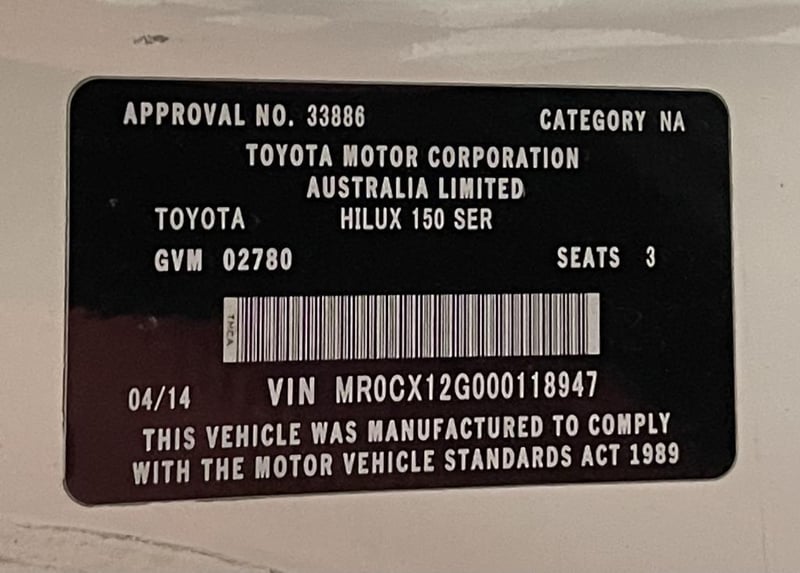 APPROVAL NO. 33886 CATEGORY NA
TOYOTA MOTOR CORPORATION
AUSTRALIA LIMITED
TOYOTA HILUX 150 SER
GVM 02780 SEATS 3
TMCA
04/14 VIN MR0CX12G000118947
THIS VEHICLE WAS MANUFACTURED TO COMPLY
WITH THE MOTOR VEHICLE STANDARDS ACT 1989